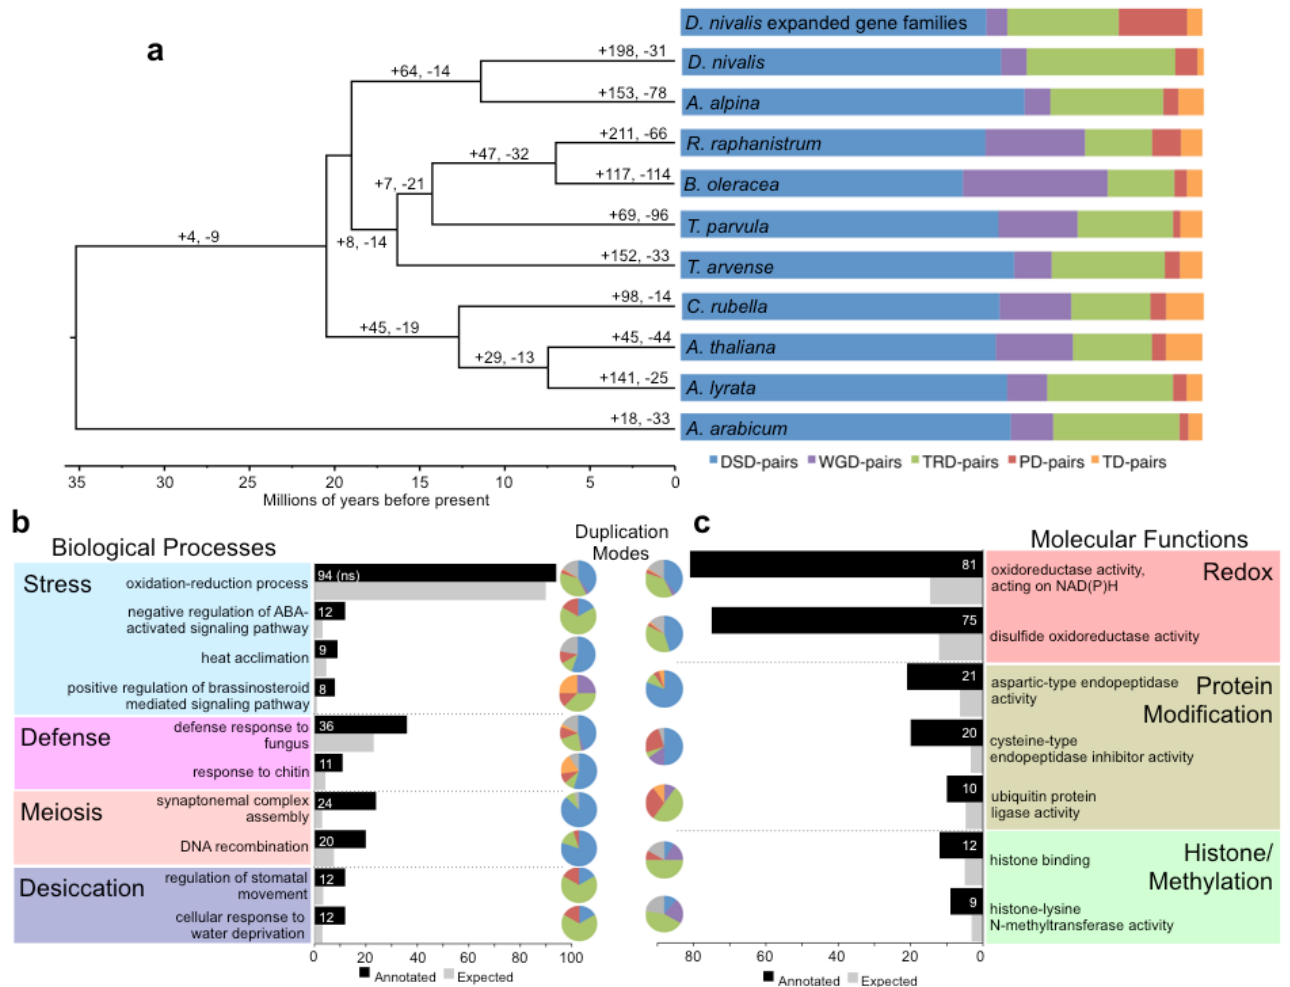 a
D. nivalis expanded gene families
+198, -31
D. nivalis
+64, -14
+153, -78
A. alpina
+211, -66
R. raphanistrum
+47, -32
+117, -114
B. oleracea
+7, -21
+69, -96
T. parvula
+4, -9
+8, -14
+152, -33
T. arvense
+98, -14
C. rubella
+45, -19
+45, -44
A. thaliana
+29, -13
+141, -25
A. lyrata
+18, -33
A. arabicum
DSD-pairs WGD-pairs TRD-pairs PD-pairs TD-pairs
35 25 20 15 10 5 0
Millions of years before present
b
Biological Processes
Duplication
Modes
Stress
oxidation-reduction process
94 (ns)
negative regulation of ABA-
activated signaling pathway
12
heat acclimation
9
positive regulation of brassinosteroid
mediated signaling pathway
8
Defense
defense response to
fungus
36
response to chitin
11
Meiosis
synaptonemal complex
assembly
24
DNA recombination
20
Desiccation
regulation of stomatal
movement
12
cellular response to
water deprivation
12
0 20 40 60 80 100
Annotated Expected
c
Molecular Functions
81
oxidoreductase activity,
acting on NAD(P)H
Redox
75
disulfide oxidoreductase activity
21
aspartic-type endopeptidase
activity
Protein
Modification
20
cysteine-type
endopeptidase inhibitor activity
10
ubiquitin protein
ligase activity
12
histone binding
Histone/
Methylation
9
histone-lysine
N-methyltransferase activity
80 60 40 20 0
Annotated Expected